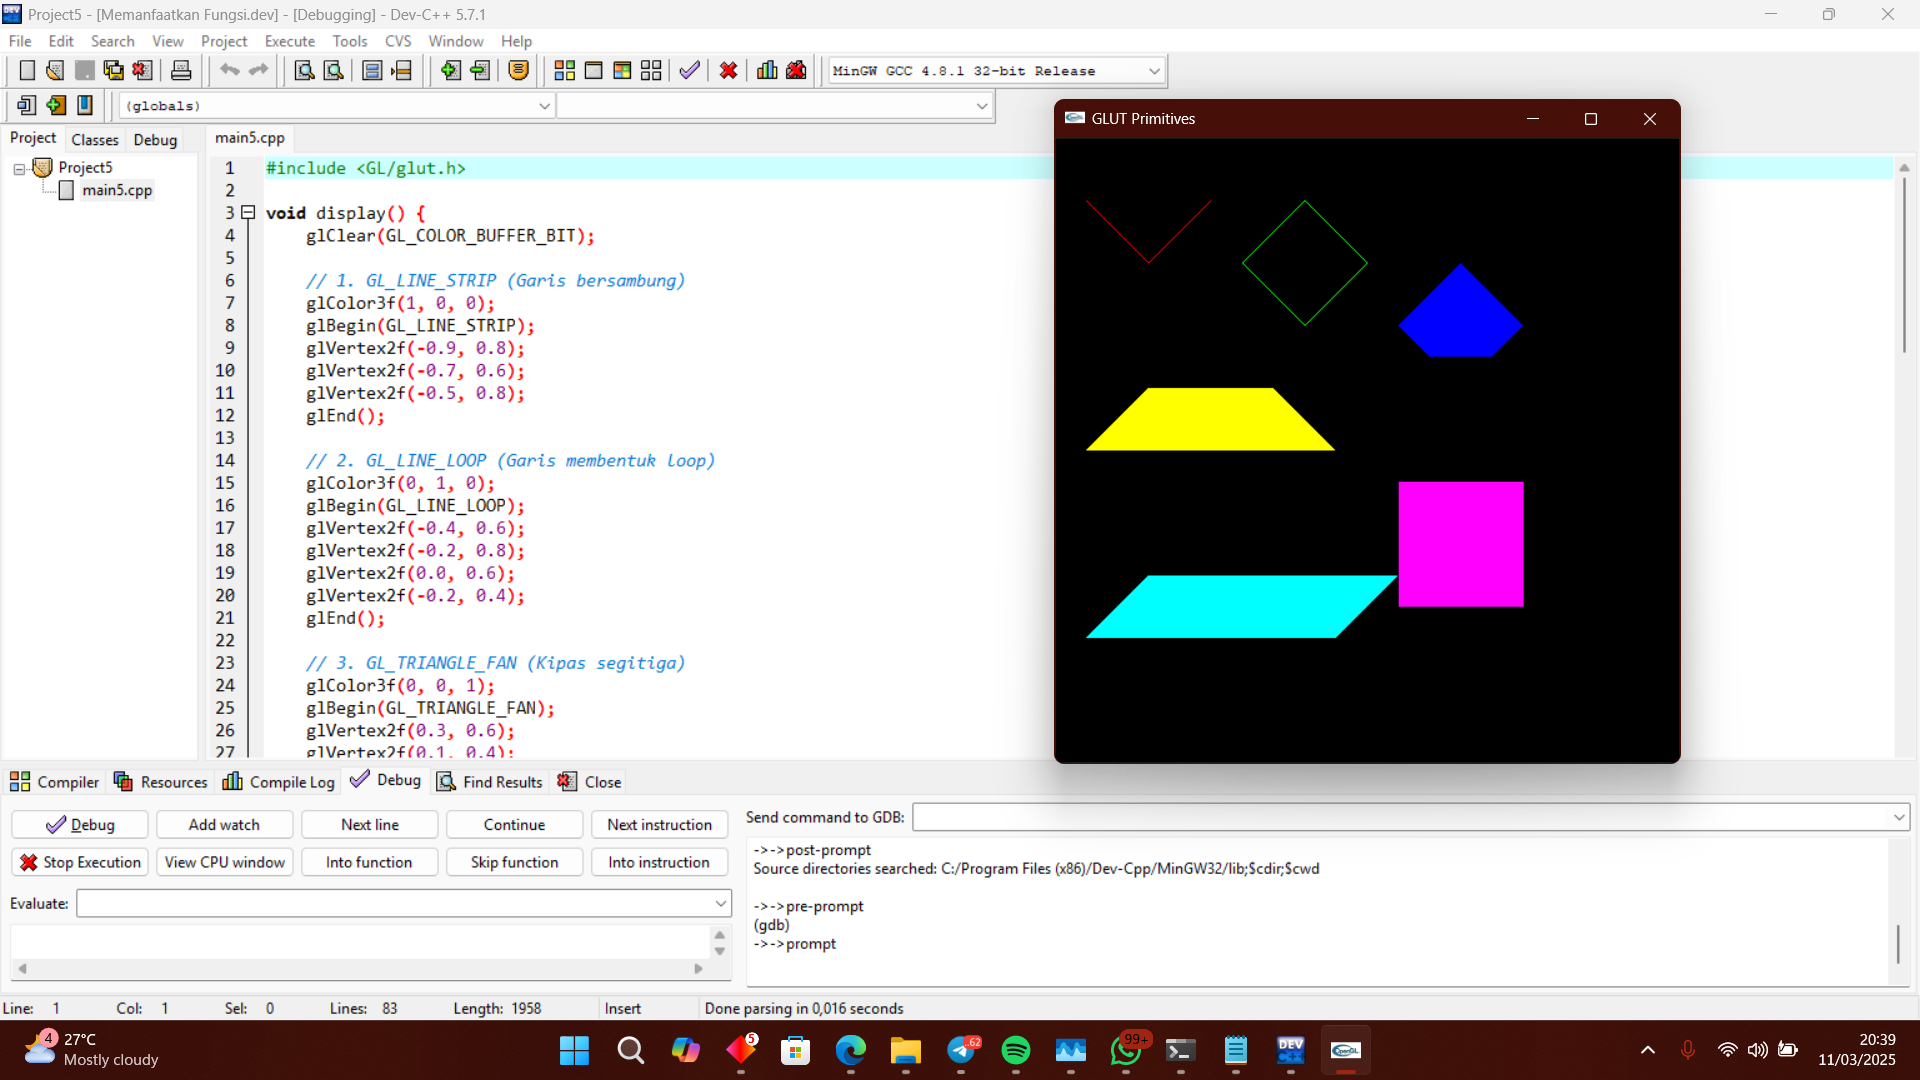 Project5 - [Memanfaatkan Fungsi.dev] - [Debugging] - Dev-C++ 5.7.1
File Edit Search View Project Execute Tools CVS Window Help
MinGW GCC 4.8.1 32-bit Release
(globals)
GLUT Primitives
Project Classes Debug
Project5
main5.cpp
main5.cpp
1 #include <GL/glut.h>
2
3 void display() {
4 glClear(GL_COLOR_BUFFER_BIT);
5
6 // 1. GL_LINE_STRIP (Garis bersambung)
7 glColor3f(1, 0, 0);
8 glBegin(GL_LINE_STRIP);
9 glVertex2f(-0.9, 0.8);
10 glVertex2f(-0.7, 0.6);
11 glVertex2f(-0.5, 0.8);
12 glEnd();
13
14 // 2. GL_LINE_LOOP (Garis membentuk loop)
15 glColor3f(0, 1, 0);
16 glBegin(GL_LINE_LOOP);
17 glVertex2f(-0.4, 0.6);
18 glVertex2f(-0.2, 0.8);
19 glVertex2f(0.0, 0.6);
20 glVertex2f(-0.2, 0.4);
21 glEnd();
22
23 // 3. GL_TRIANGLE_FAN (Kipas segitiga)
24 glColor3f(0, 0, 1);
25 glBegin(GL_TRIANGLE_FAN);
26 glVertex2f(0.3, 0.6);
27 glVertex2f(0.1, 0.4);
Compiler Resources Compile Log Debug Find Results Close
Debug Add watch Next line Continue Next instruction
Stop Execution View CPU window Into function Skip function Into instruction
Evaluate:
Send command to GDB:
->->post-prompt
Source directories searched: C:/Program Files (x86)/Dev-Cpp/MinGW32/lib;$cdir;$cwd
->->pre-prompt
(gdb)
->->prompt
Line: 1 Col: 1 Sel: 0 Lines: 83 Length: 1958 Insert Done parsing in 0,016 seconds
4
27°C
Mostly cloudy
5
62
99+
DEV
C++
OpenGL
20:39
11/03/2025